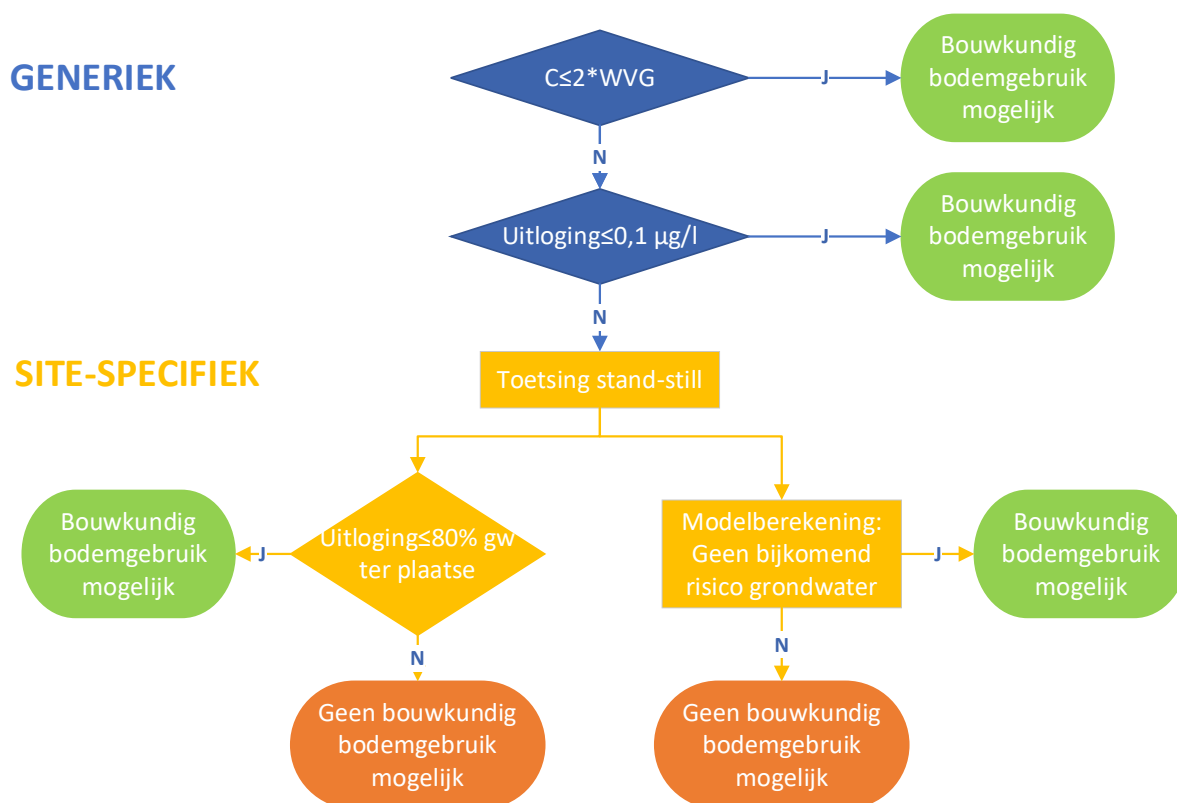 GENERIEK
C≤2*WVG
J
Bouwkundig
bodemgebruik
mogelijk
N
Uitloging≤0,1 µg/l
J
Bouwkundig
bodemgebruik
mogelijk
N
SITE-SPECIFIEK
Toetsing stand-still
Bouwkundig
bodemgebruik
mogelijk
J
Uitloging≤80% gw
ter plaatse
Modelberekening:
Geen bijkomend
risico grondwater
J
Bouwkundig
bodemgebruik
mogelijk
N
N
Geen bouwkundig
bodemgebruik
mogelijk
Geen bouwkundig
bodemgebruik
mogelijk